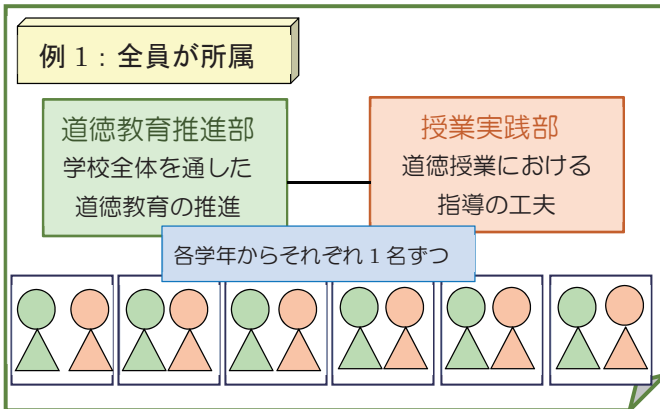 例1：全員が所属
道徳教育推進部
学校全体を通した
道徳教育の推進
授業実践部
道徳授業における
指導の工夫
各学年からそれぞれ1名ずつ